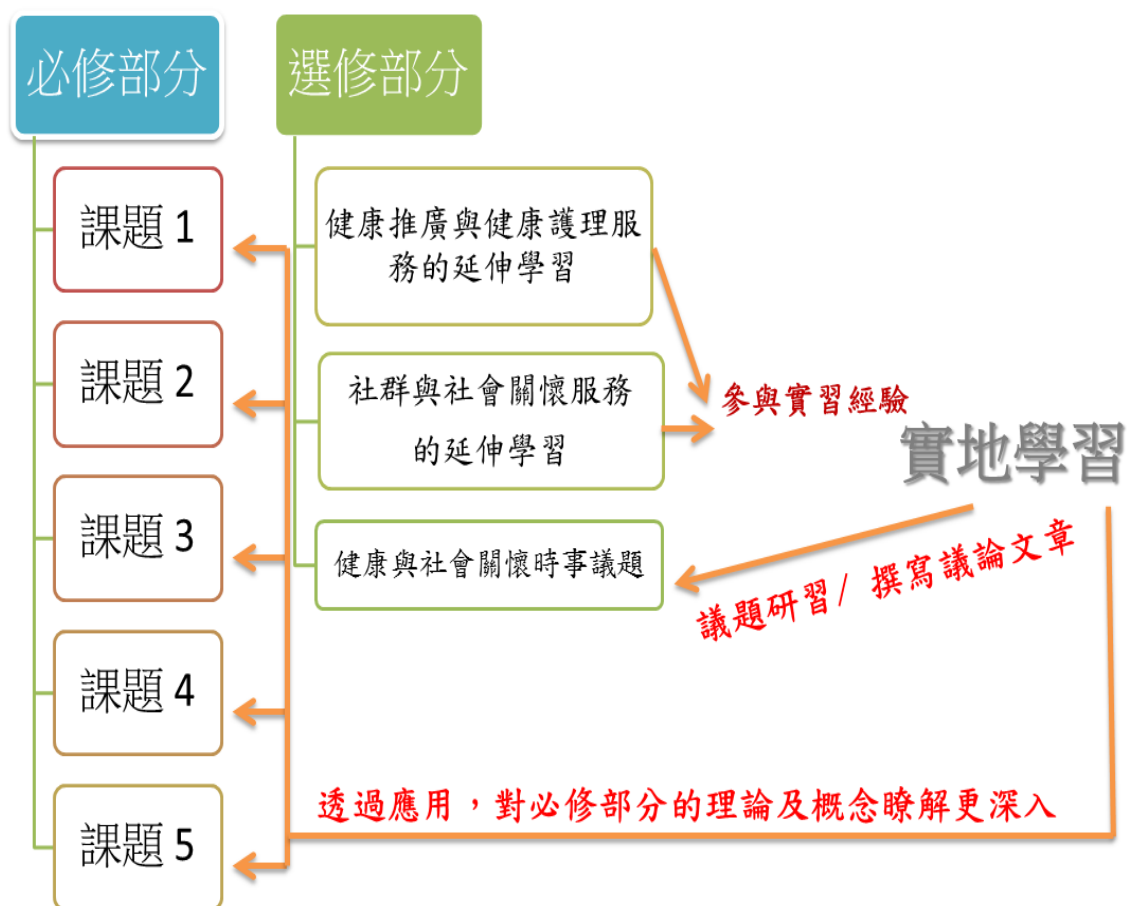 必修部分
選修部分
課題 1
課題 2
課題 3
課題 4
課題 5
健康推廣與健康護理服
務的延伸學習
社群與社會關懷服務
的延伸學習
健康與社會關懷時事議題
參與實習經驗
實地學習
議題研習/ 撰寫議論文章
透過應用，對必修部分的理論及概念瞭解更深入